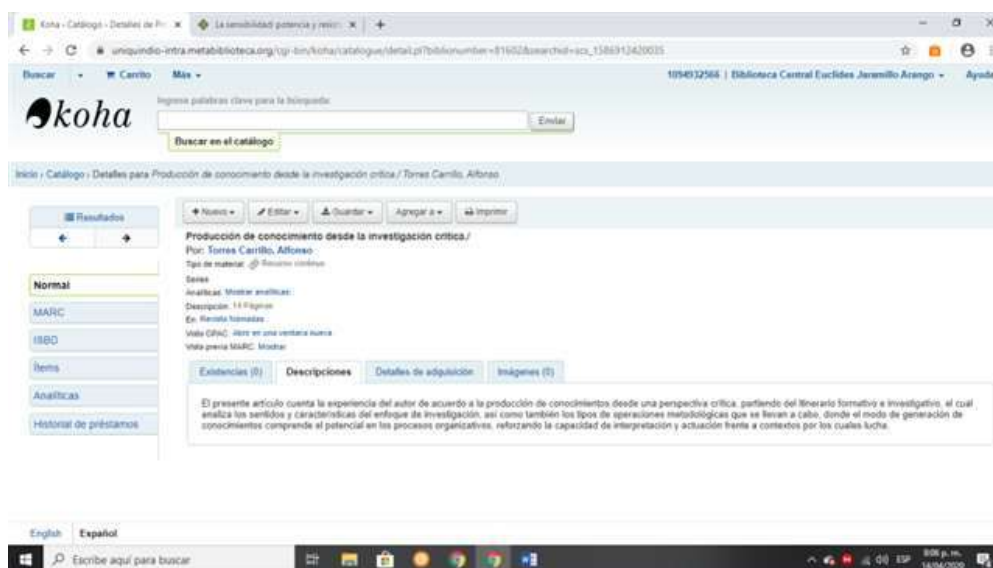 Koha › Catálogo › Detalles de Pr
La sensibilidad, potencia y
uniquindio-intra.metabiblioteca.org/cgi-bin/koha/catalogue/detail.pl?biblionumber=81602&searchid=scs_1586912420035
Buscar Carrito Más 1094932566 | Biblioteca Central Euclides Jaramillo Arango Ayuda
koha
Ingrese palabras clave para la búsqueda:
Enviar
Buscar en el catálogo
Inicio › Catálogo › Detalles para Producción de conocimiento desde la investigación critica./ Torres Carrillo, Alfonso
Resultados
+ Nuevo Editar Guardar Agregar a Imprimir
Producción de conocimiento desde la investigación critica./
Por: Torres Carrillo, Alfonso
Tipo de material: Recurso continuo
Series
Analíticas: Mostrar analíticas
Descripción: 14 Páginas
En: Revista Nómadas
Vista OPAC: Abrir en una ventana nueva
Vista previa MARC: Mostrar
Normal
MARC
ISBD
Ítems
Analíticas
Historial de préstamos
Existencias (0) Descripciones Detalles de adquisición Imágenes (0)
El presente artículo cuenta la experiencia del autor de acuerdo a la producción de conocimientos desde una perspectiva crítica, partiendo del Itinerario formativo e investigativo, el cual
analiza los sentidos y características del enfoque de investigación, así como también los tipos de operaciones metodológicas que se llevan a cabo, donde el modo de generación de
conocimientos comprende el potencial en los procesos organizativos, reforzando la capacidad de interpretación y actuación frente a contextos por los cuales lucha.
English Español
Escribe aquí para buscar
ESP
8:06 p. m.
14/04/2020